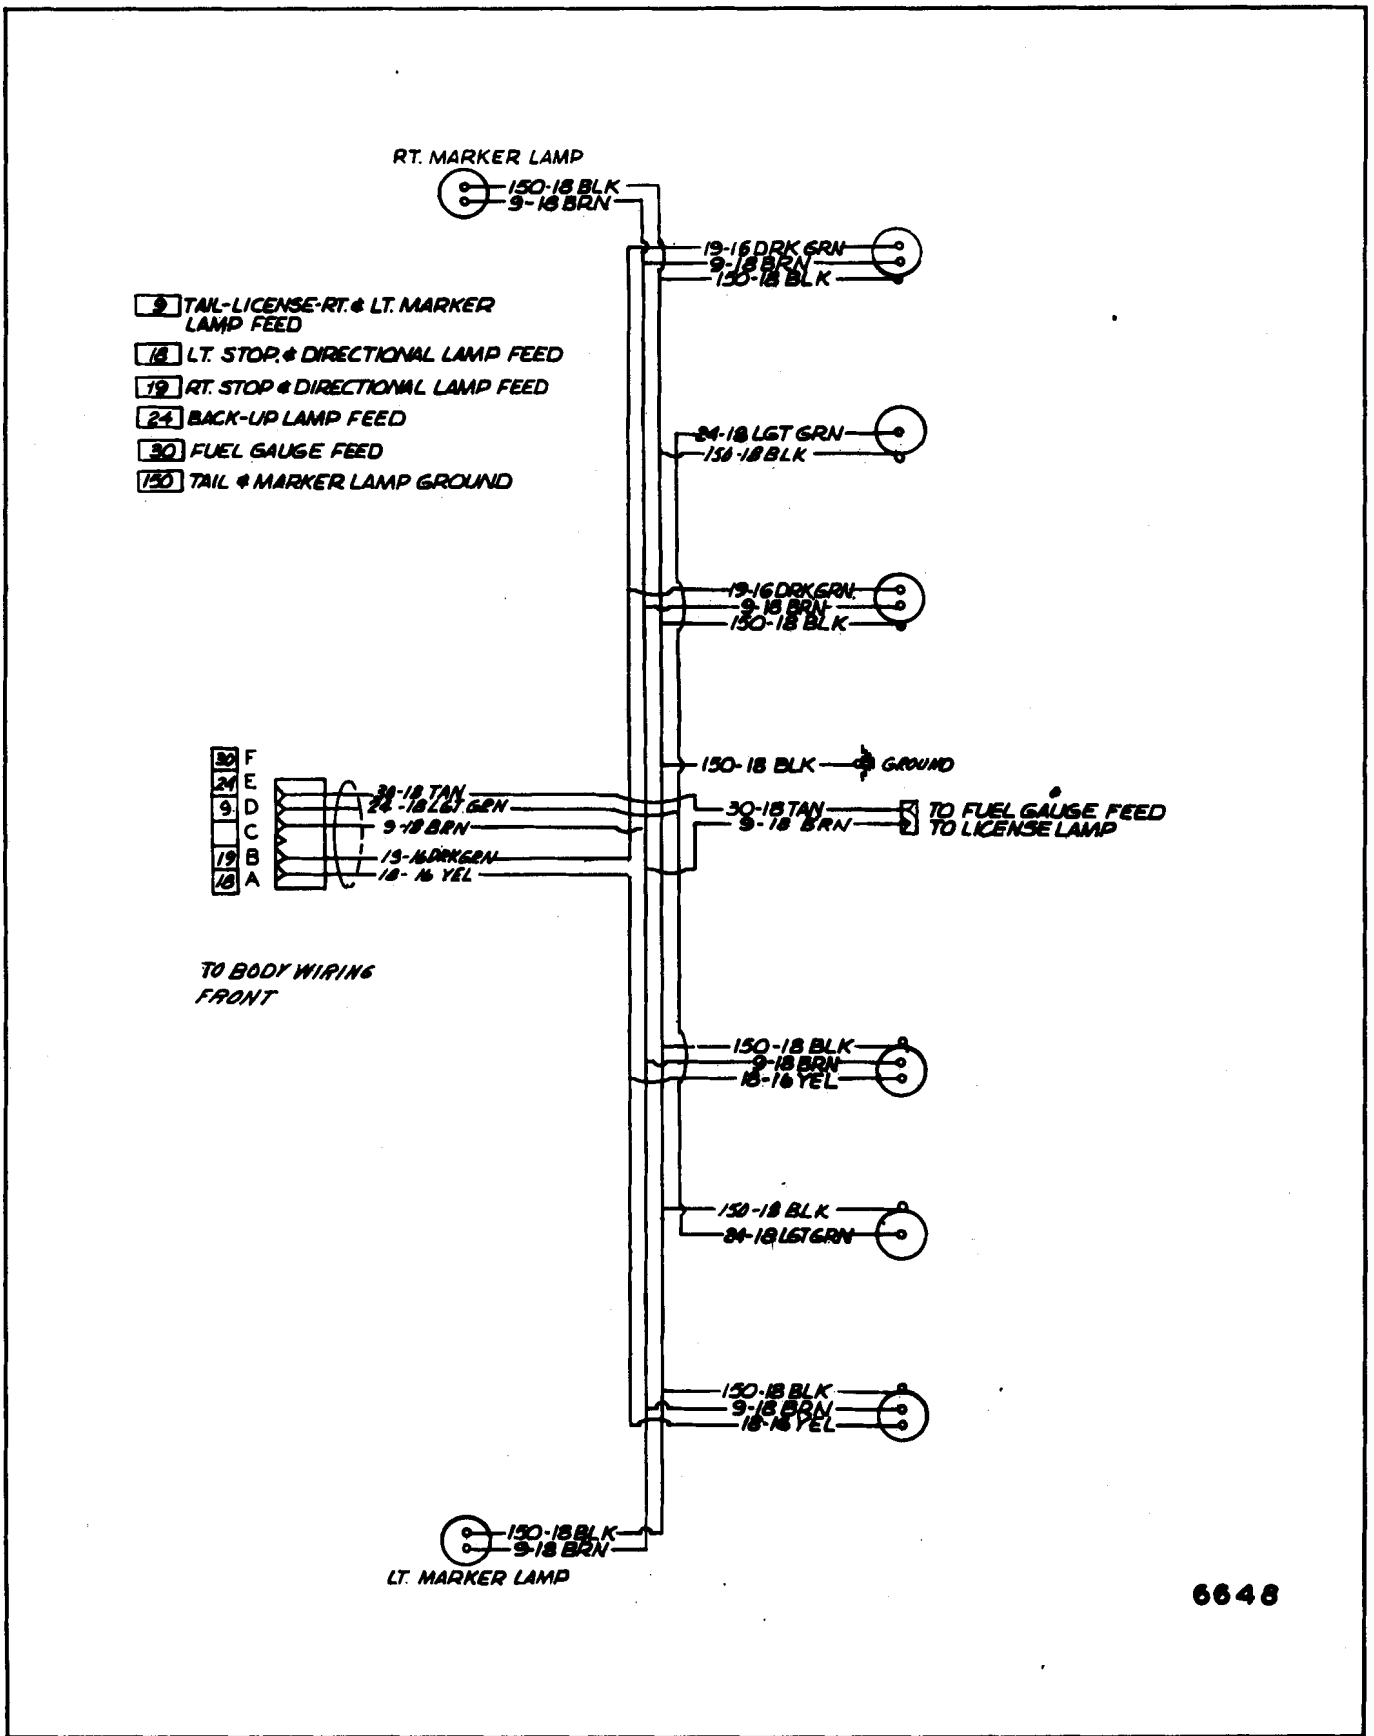 RT. MARKER LAMP
150-18 BLK
9-18 BRN
19-16 DRK GRN
9-18 BRN
150-18 BLK
9 TAIL-LICENSE-RT. & LT. MARKER
LAMP FEED
18 LT. STOP. & DIRECTIONAL LAMP FEED
19 RT. STOP & DIRECTIONAL LAMP FEED
24 BACK-UP LAMP FEED
30 FUEL GAUGE FEED
150 TAIL & MARKER LAMP GROUND
24-18 LGT GRN
150-18 BLK
19-16 DRK GRN.
9-18 BRN
150-18 BLK
150-18 BLK
GROUND
30 F
24 E
9 D
C
19 B
18 A
30-18 TAN
24-18 LGT GRN
9-18 BRN
19-16 DRK GRN
18-16 YEL
30-18 TAN
9-18 BRN
TO FUEL GAUGE FEED
TO LICENSE LAMP
TO BODY WIRING
FRONT
150-18 BLK
9-18 BRN
18-16 YEL
150-18 BLK
24-18 LGT GRN
150-18 BLK
9-18 BRN
18-16 YEL
150-18 BLK
9-18 BRN
LT. MARKER LAMP
6648